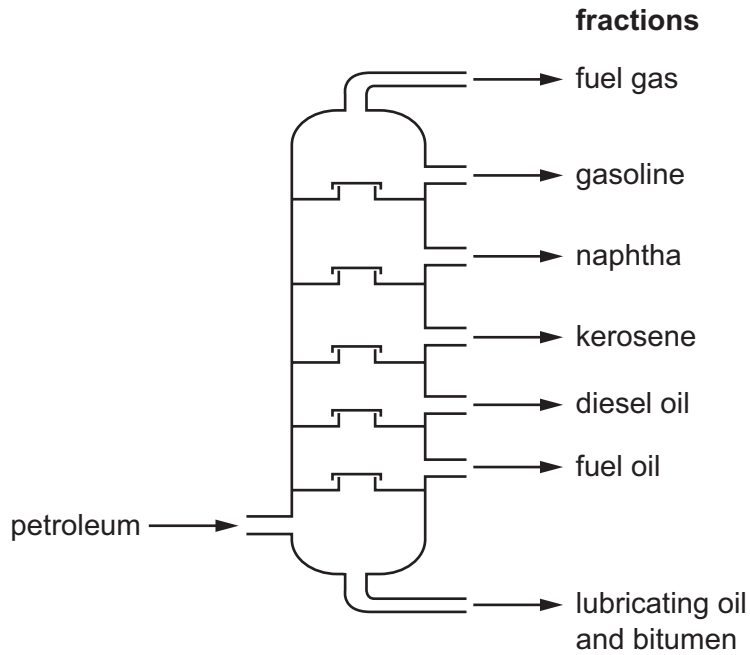 fractions
fuel gas
gasoline
naphtha
kerosene
diesel oil
fuel oil
petroleum
lubricating oil
and bitumen